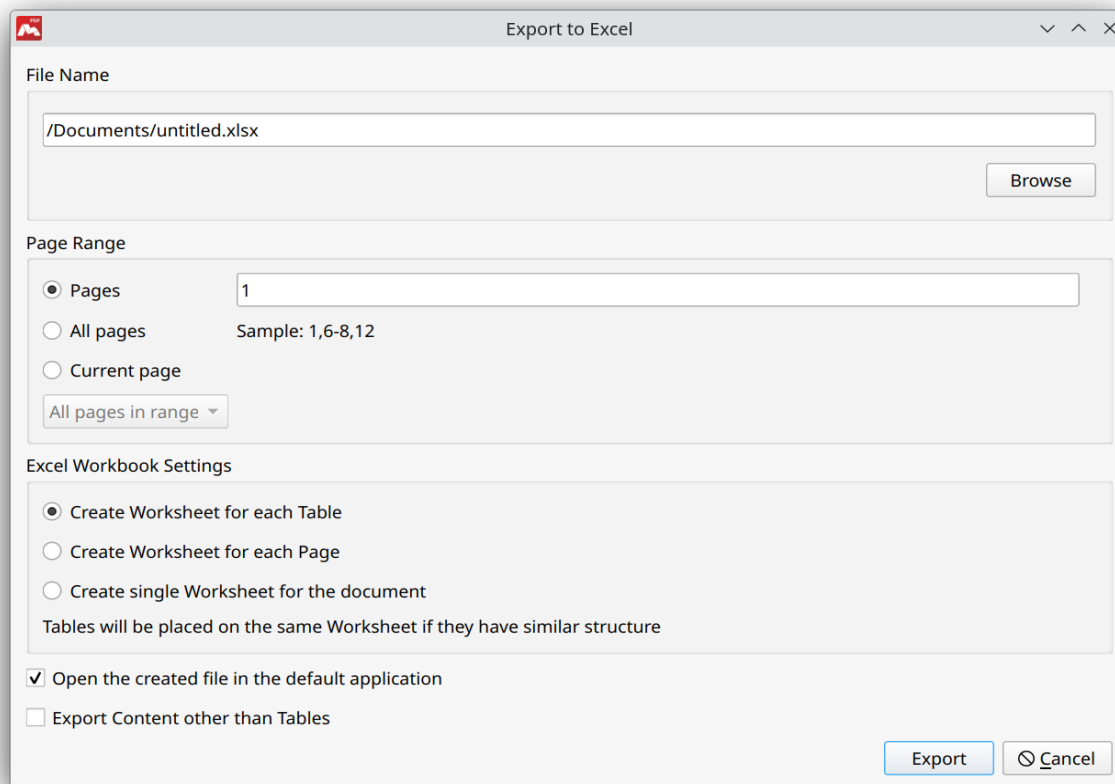 PDF
Export to Excel
File Name
/Documents/untitled.xlsx
Browse
Page Range
Pages 1
All pages Sample: 1,6-8,12
Current page
All pages in range
Excel Workbook Settings
Create Worksheet for each Table
Create Worksheet for each Page
Create single Worksheet for the document
Tables will be placed on the same Worksheet if they have similar structure
Open the created file in the default application
Export Content other than Tables
Export Cancel